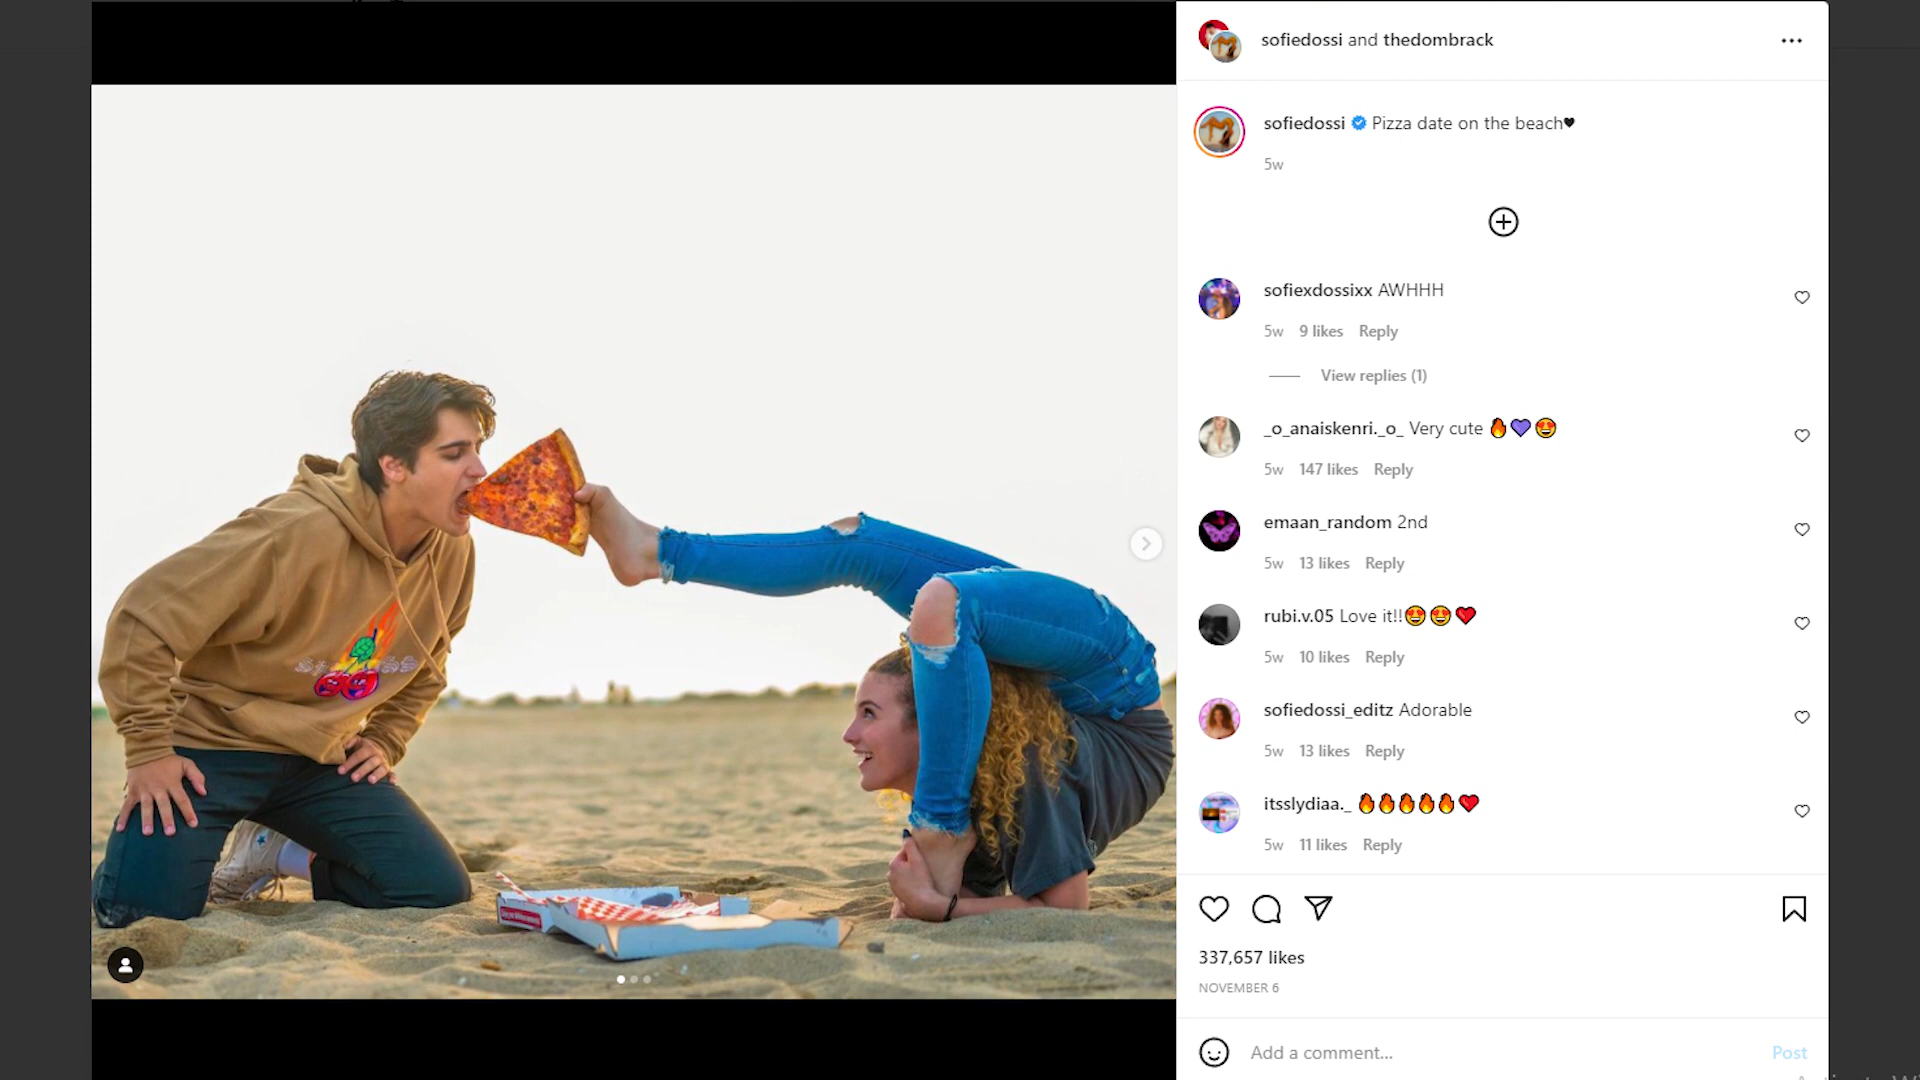 sofiedossi and thedombrack
sofiedossi Pizza date on the beach🖤
5w
sofiexdossixx AWHHH
5w 9 likes Reply
View replies (1)
_o_anaiskenri._o_ Very cute 🔥💜😍
5w 147 likes Reply
emaan_random 2nd
5w 13 likes Reply
rubi.v.05 Love it!!😍😍❤️
5w 10 likes Reply
sofiedossi_editz Adorable
5w 13 likes Reply
itsslydiaa._ 🔥🔥🔥🔥🔥❤️
5w 11 likes Reply
337,657 likes
NOVEMBER 6
Add a comment...
Post